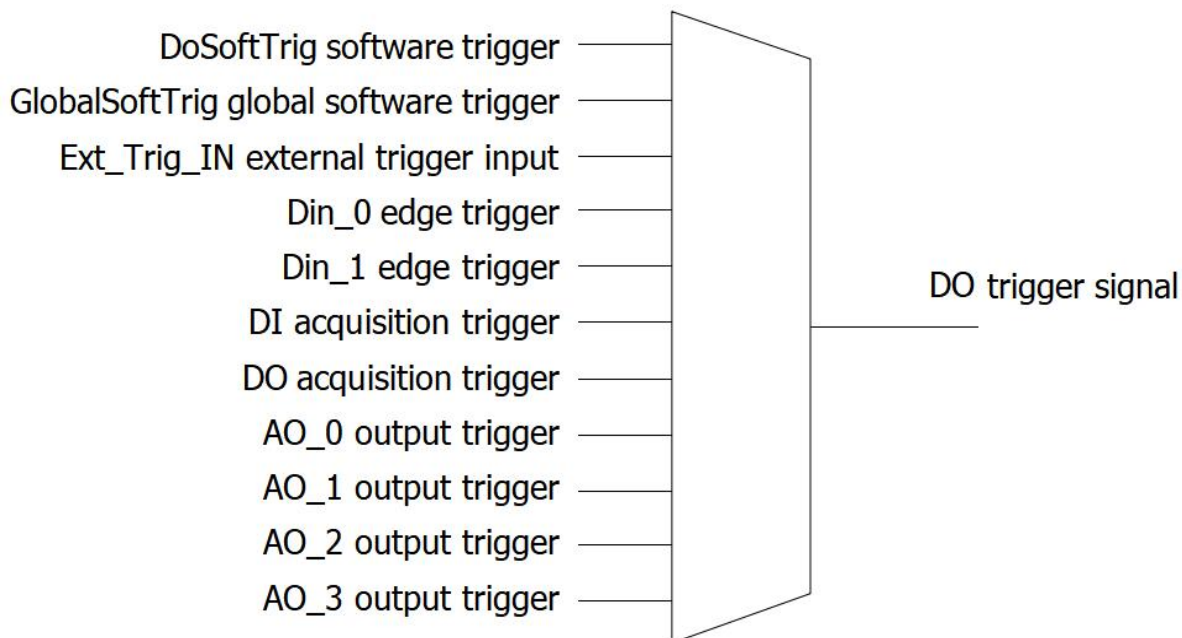 DoSoftTrig software trigger
GlobalSoftTrig global software trigger
Ext_Trig_IN external trigger input
Din_0 edge trigger
Din_1 edge trigger
DI acquisition trigger
DO acquisition trigger
AO_0 output trigger
AO_1 output trigger
AO_2 output trigger
AO_3 output trigger
DO trigger signal